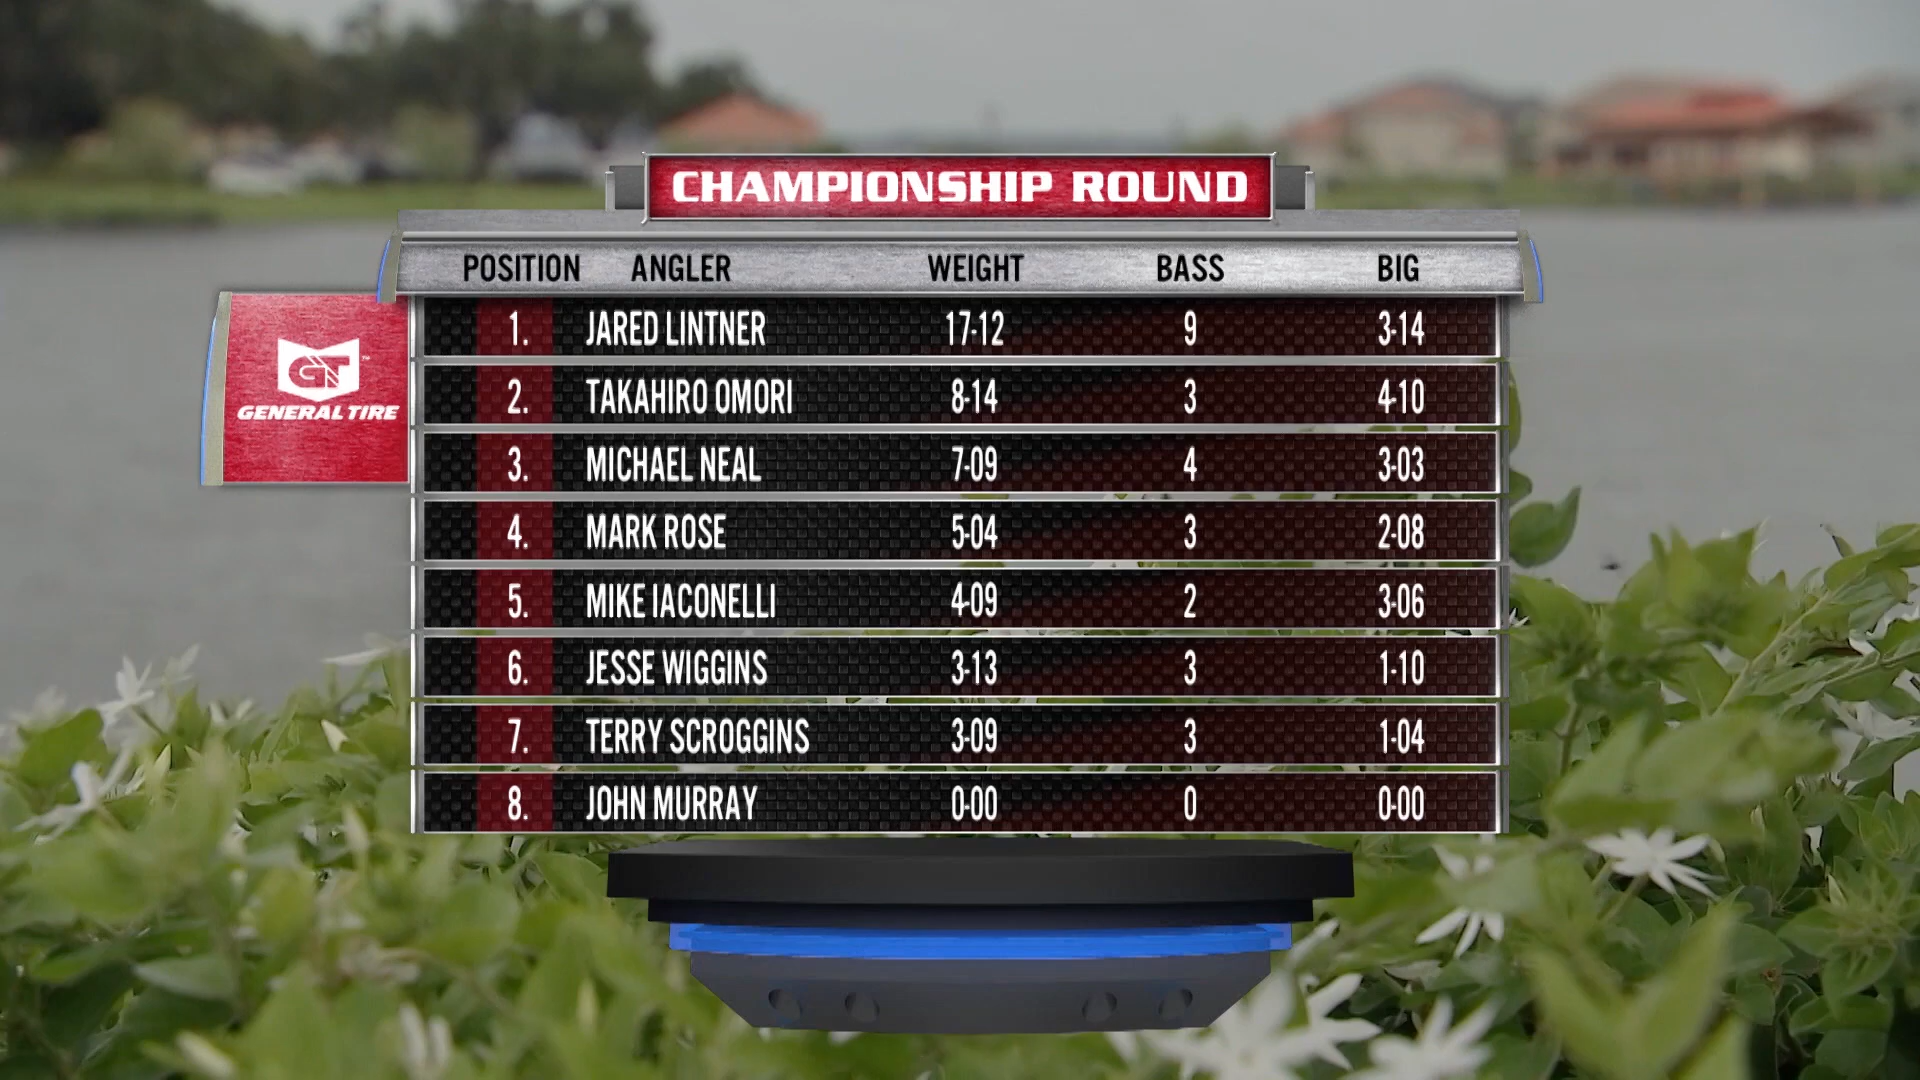 CHAMPIONSHIP ROUND
POSITION ANGLER WEIGHT BASS BIG
1. JARED LINTNER 17-12 9 3-14
2. TAKAHIRO OMORI 8-14 3 4-10
3. MICHAEL NEAL 7-09 4 3-03
4. MARK ROSE 5-04 3 2-08
5. MIKE IACONELLI 4-09 2 3-06
6. JESSE WIGGINS 3-13 3 1-10
7. TERRY SCROGGINS 3-09 3 1-04
8. JOHN MURRAY 0-00 0 0-00
GT™
GENERAL TIRE